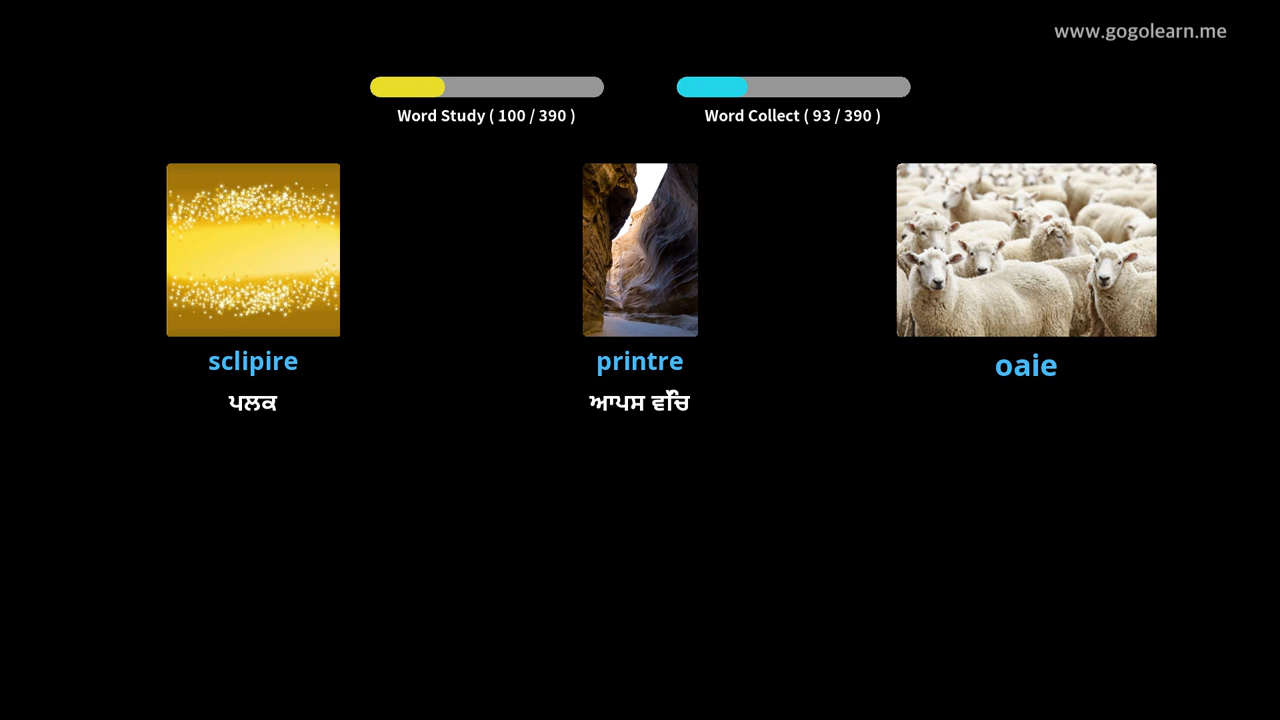 www.gogolearn.me
Word Study ( 100 / 390 )
Word Collect ( 93 / 390 )
sclipire
printre
oaie
ਪਲਕ
ਆਪਸ ਵਿੱਚ